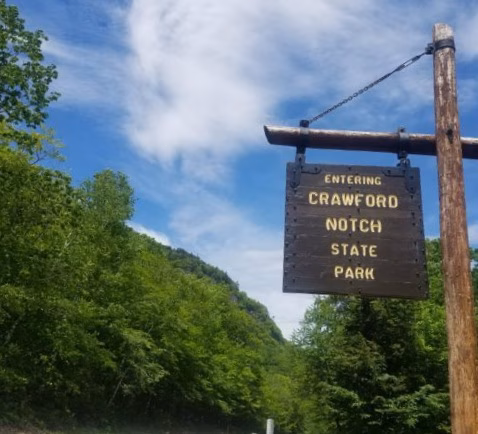 ENTERING
CRAWFORD
NOTCH
STATE
PARK